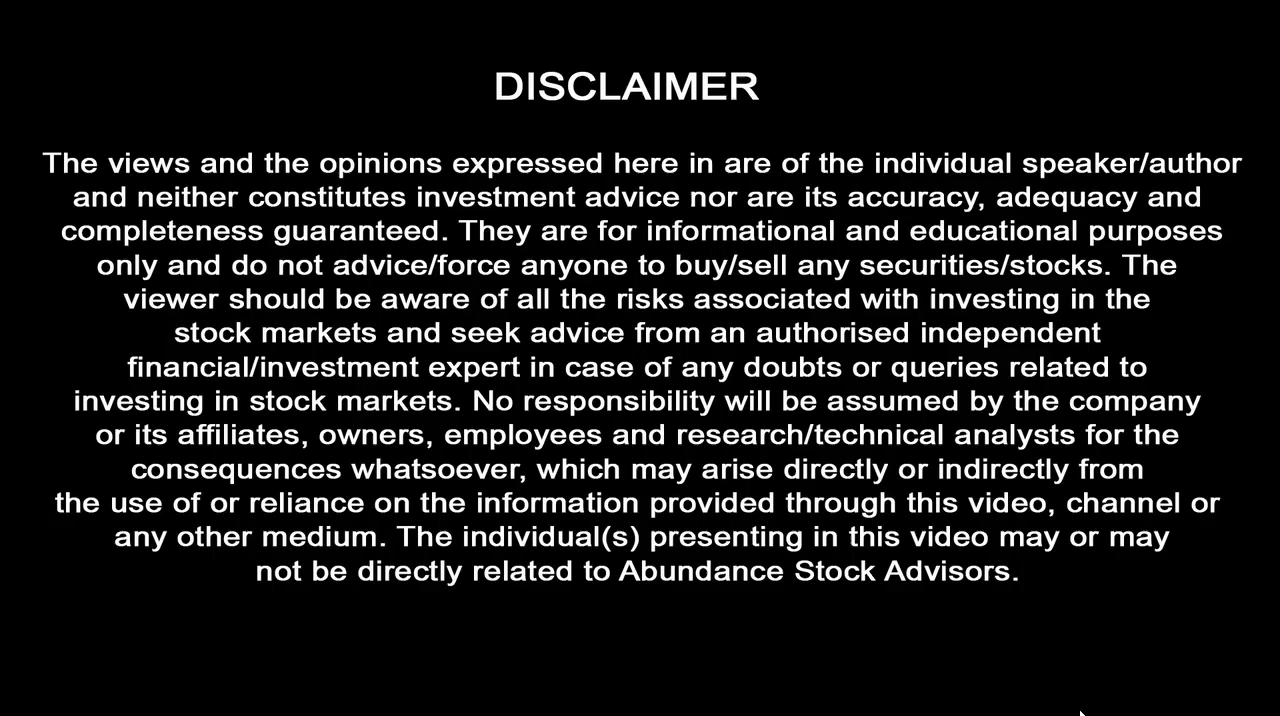 DISCLAIMER
The views and the opinions expressed here in are of the individual speaker/author
and neither constitutes investment advice nor are its accuracy, adequacy and
completeness guaranteed. They are for informational and educational purposes
only and do not advice/force anyone to buy/sell any securities/stocks. The
viewer should be aware of all the risks associated with investing in the
stock markets and seek advice from an authorised independent
financial/investment expert in case of any doubts or queries related to
investing in stock markets. No responsibility will be assumed by the company
or its affiliates, owners, employees and research/technical analysts for the
consequences whatsoever, which may arise directly or indirectly from
the use of or reliance on the information provided through this video, channel or
any other medium. The individual(s) presenting in this video may or may
not be directly related to Abundance Stock Advisors.